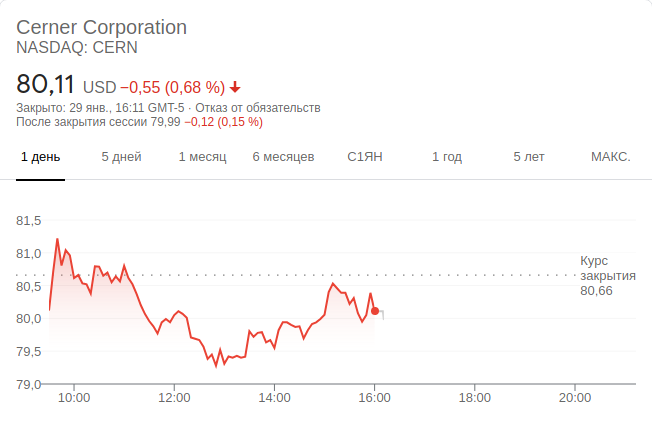 Cerner Corporation
NASDAQ: CERN
80,11 USD −0,55 (0,68 %)
Закрыто: 29 янв., 16:11 GMT-5 · Отказ от обязательств
После закрытия сессии 79,99 −0,12 (0,15 %)
1 день 5 дней 1 месяц 6 месяцев С1ЯН 1 год 5 лет МАКС.
81,5
81,0
80,5
80,0
79,5
79,0
Курс
закрытия
80,66
10:00 12:00 14:00 16:00 18:00 20:00